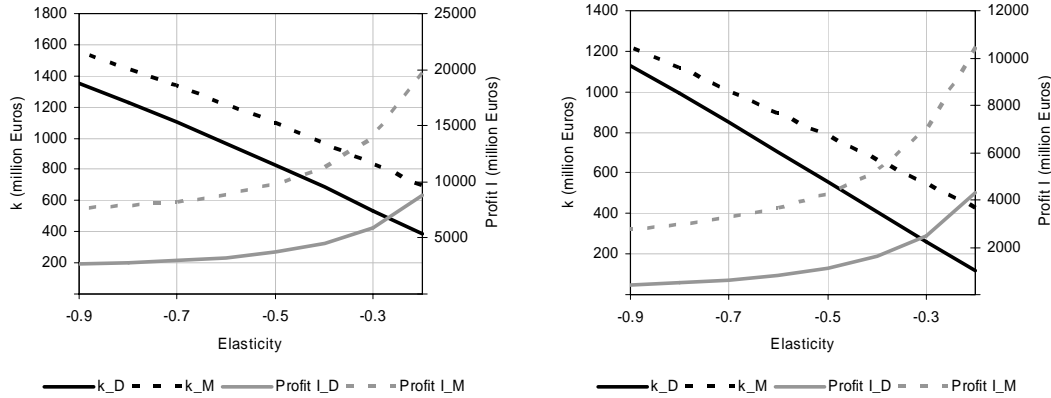 k (million Euros)
1800
1600
1400
1200
1000
800
600
400
200
25000
20000
15000
10000
5000
Profit I (million Euros)
-0.9 -0.7 -0.5 -0.3
Elasticity
k_D k_M Profit I_D Profit I_M
k (million Euros)
1400
1200
1000
800
600
400
200
12000
10000
8000
6000
4000
2000
Profit I (million Euros)
-0.9 -0.7 -0.5 -0.3
Elasticity
k_D k_M Profit I_D Profit I_M